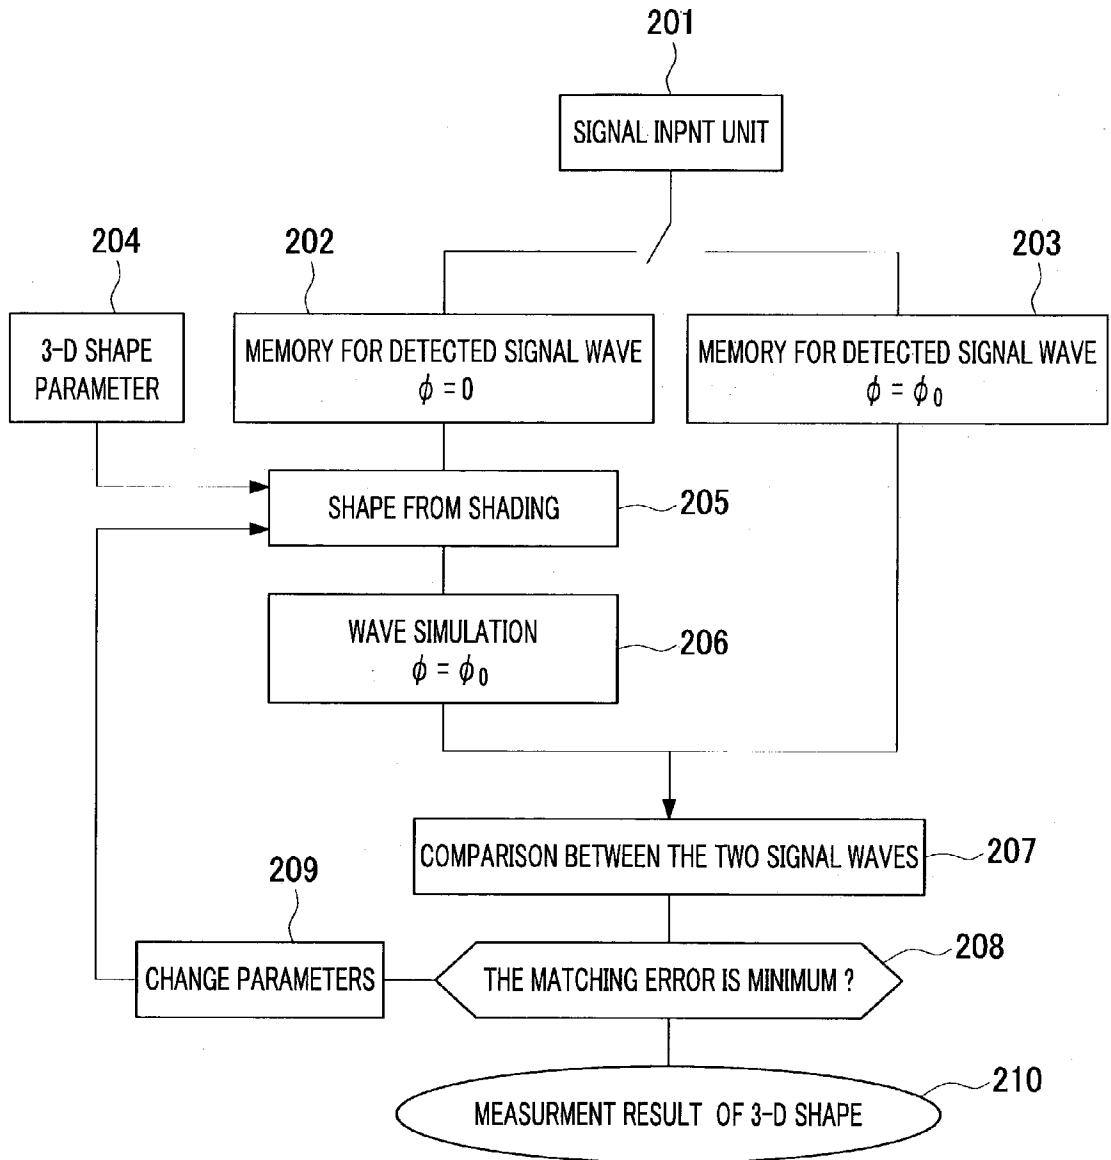 201
SIGNAL INPNT UNIT
204
202
203
3-D SHAPE
PARAMETER
MEMORY FOR DETECTED SIGNAL WAVE
ϕ = 0
MEMORY FOR DETECTED SIGNAL WAVE
ϕ = ϕ₀
SHAPE FROM SHADING
205
WAVE SIMULATION
ϕ = ϕ₀
206
COMPARISON BETWEEN THE TWO SIGNAL WAVES
207
209
208
CHANGE PARAMETERS
THE MATCHING ERROR IS MINIMUM ?
210
MEASURMENT RESULT OF 3-D SHAPE